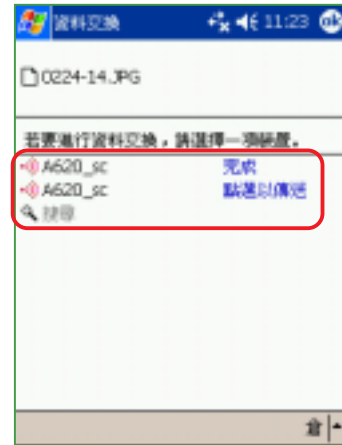 資料交換 11:23 ok
0224-14.JPG
若要進行資料交換，請選擇一項裝置。
A620_sc 完成
A620_sc 點選以傳送
搜尋
倉